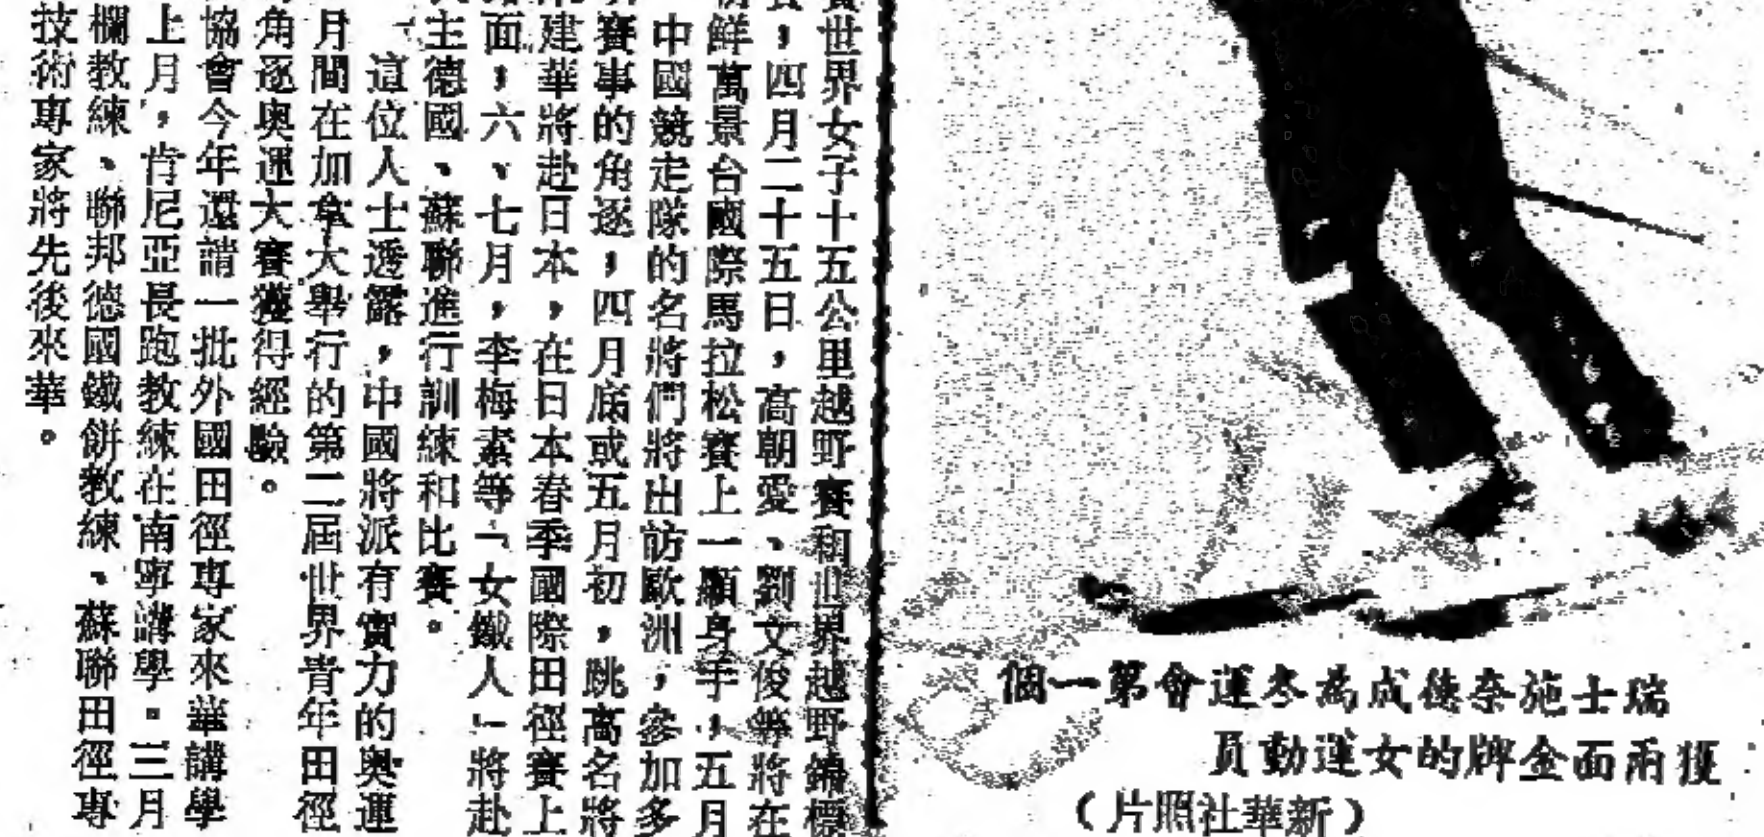 賽世界女子十五公里越野賽和世界越野錦標
，四月二十五日，高朝愛、劉文俊等將在
朝鮮萬景台國際馬拉松賽上一顯身手，五月
中國競走隊的名將們將出訪歐洲，參加多
賽事的角逐，四月底或五月初，跳高名將
建華將赴日本，在日本春季國際田徑賽上
面，六、七月，李梅素等「女鐵人」將赴
主德國、蘇聯進行訓練和比賽。
這位人士透露，中國將派有實力的奧運
月間在加拿大舉行的第二屆世界青年田徑
角逐奧運大賽獲得經驗。
協會今年還請一批外國田徑專家來華講學
上月，肯尼亞長跑教練在南寧講學。三月
欄教練、聯邦德國鐵餅教練、蘇聯田徑專
技術專家將先後來華。
瑞士施奈德成為冬運會第一個
獲兩面金牌的女運動員
（新華社照片）